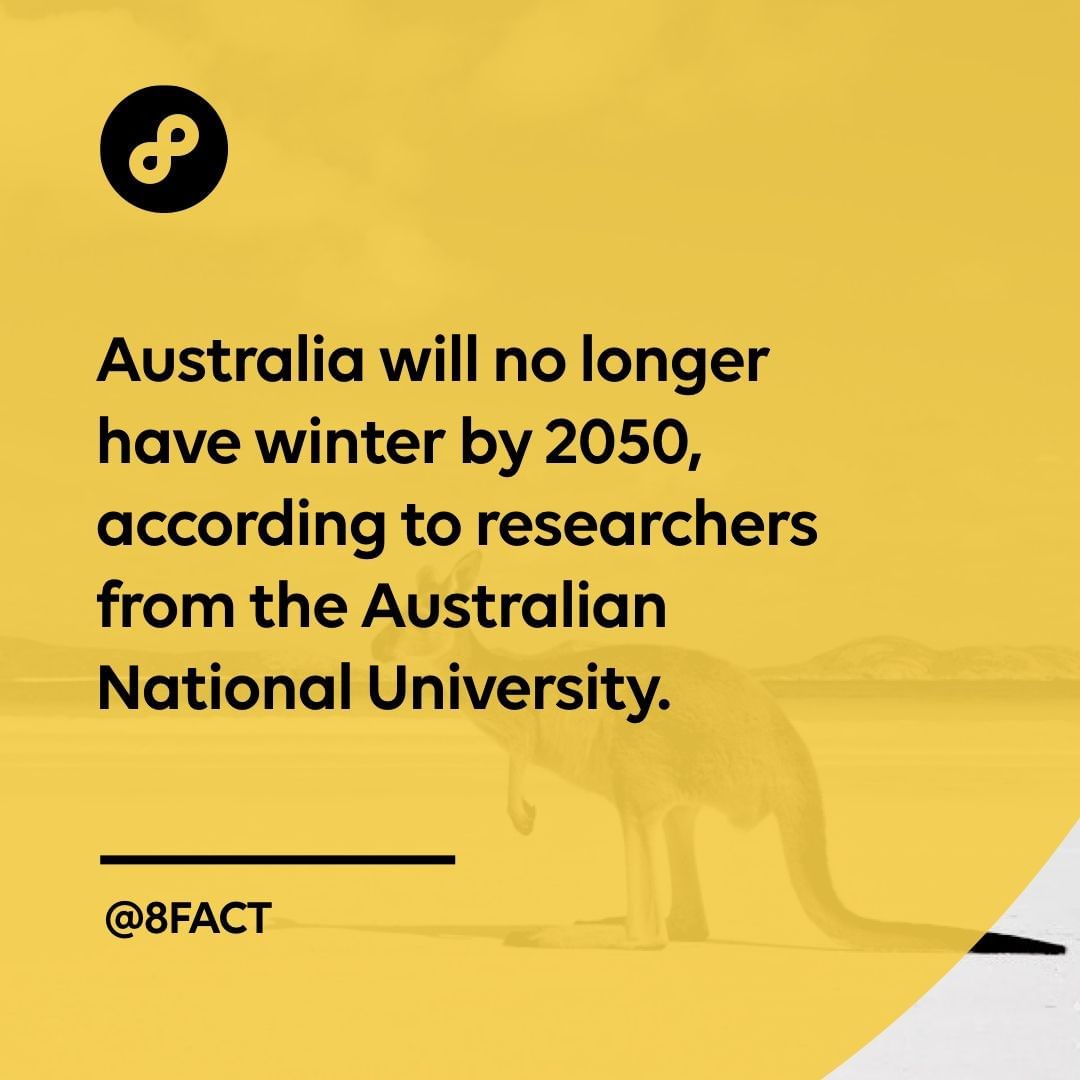 Australia will no longer
have winter by 2050,
according to researchers
from the Australian
National University.
@8FACT